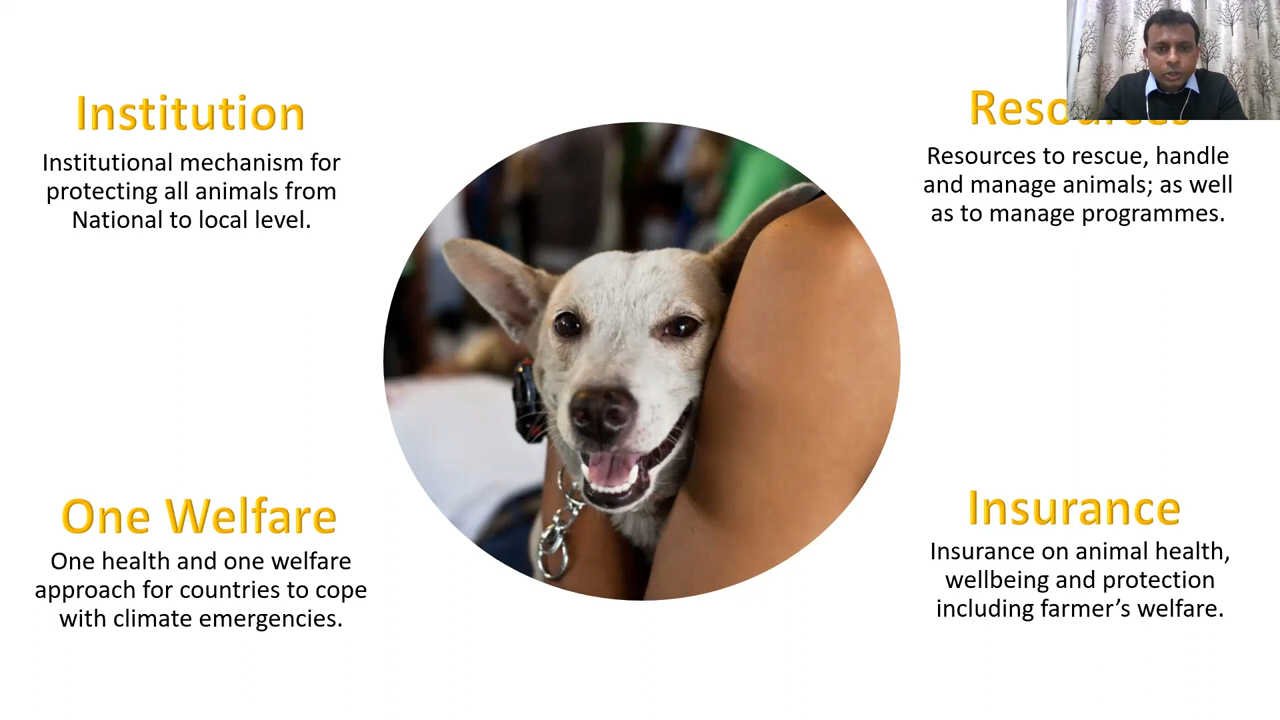 Institution
Institutional mechanism for
protecting all animals from
National to local level.
Resources
Resources to rescue, handle
and manage animals; as well
as to manage programmes.
One Welfare
One health and one welfare
approach for countries to cope
with climate emergencies.
Insurance
Insurance on animal health,
wellbeing and protection
including farmer’s welfare.